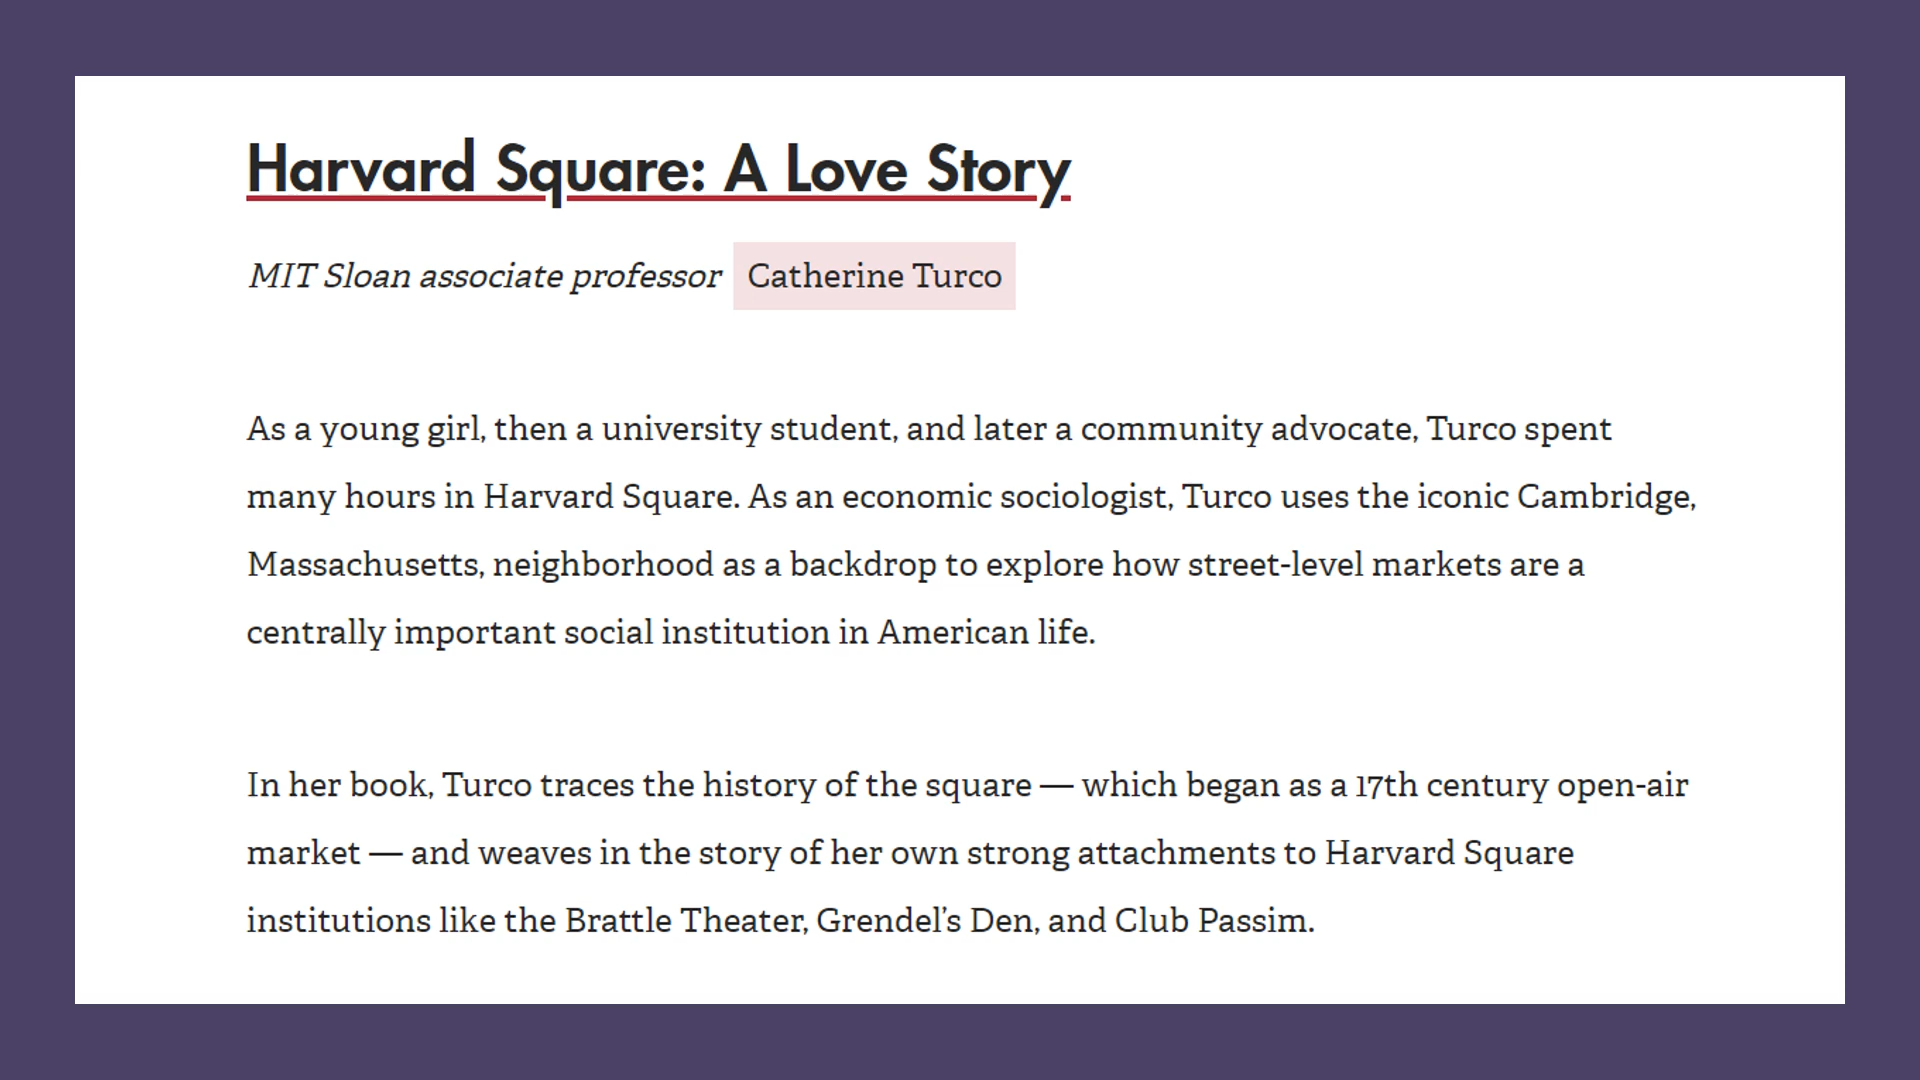 Harvard Square: A Love Story
MIT Sloan associate professor Catherine Turco
As a young girl, then a university student, and later a community advocate, Turco spent
many hours in Harvard Square. As an economic sociologist, Turco uses the iconic Cambridge,
Massachusetts, neighborhood as a backdrop to explore how street-level markets are a
centrally important social institution in American life.
In her book, Turco traces the history of the square — which began as a 17th century open-air
market — and weaves in the story of her own strong attachments to Harvard Square
institutions like the Brattle Theater, Grendel’s Den, and Club Passim.